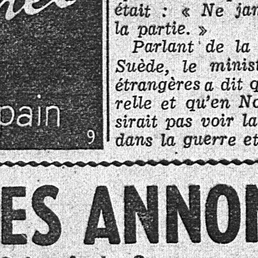 pain
9
était : « Ne jan
la partie. »
Parlant de la
Suède, le minist
étrangères a dit q
relle et qu'en No
sirait pas voir la
dans la guerre et
ES ANNON